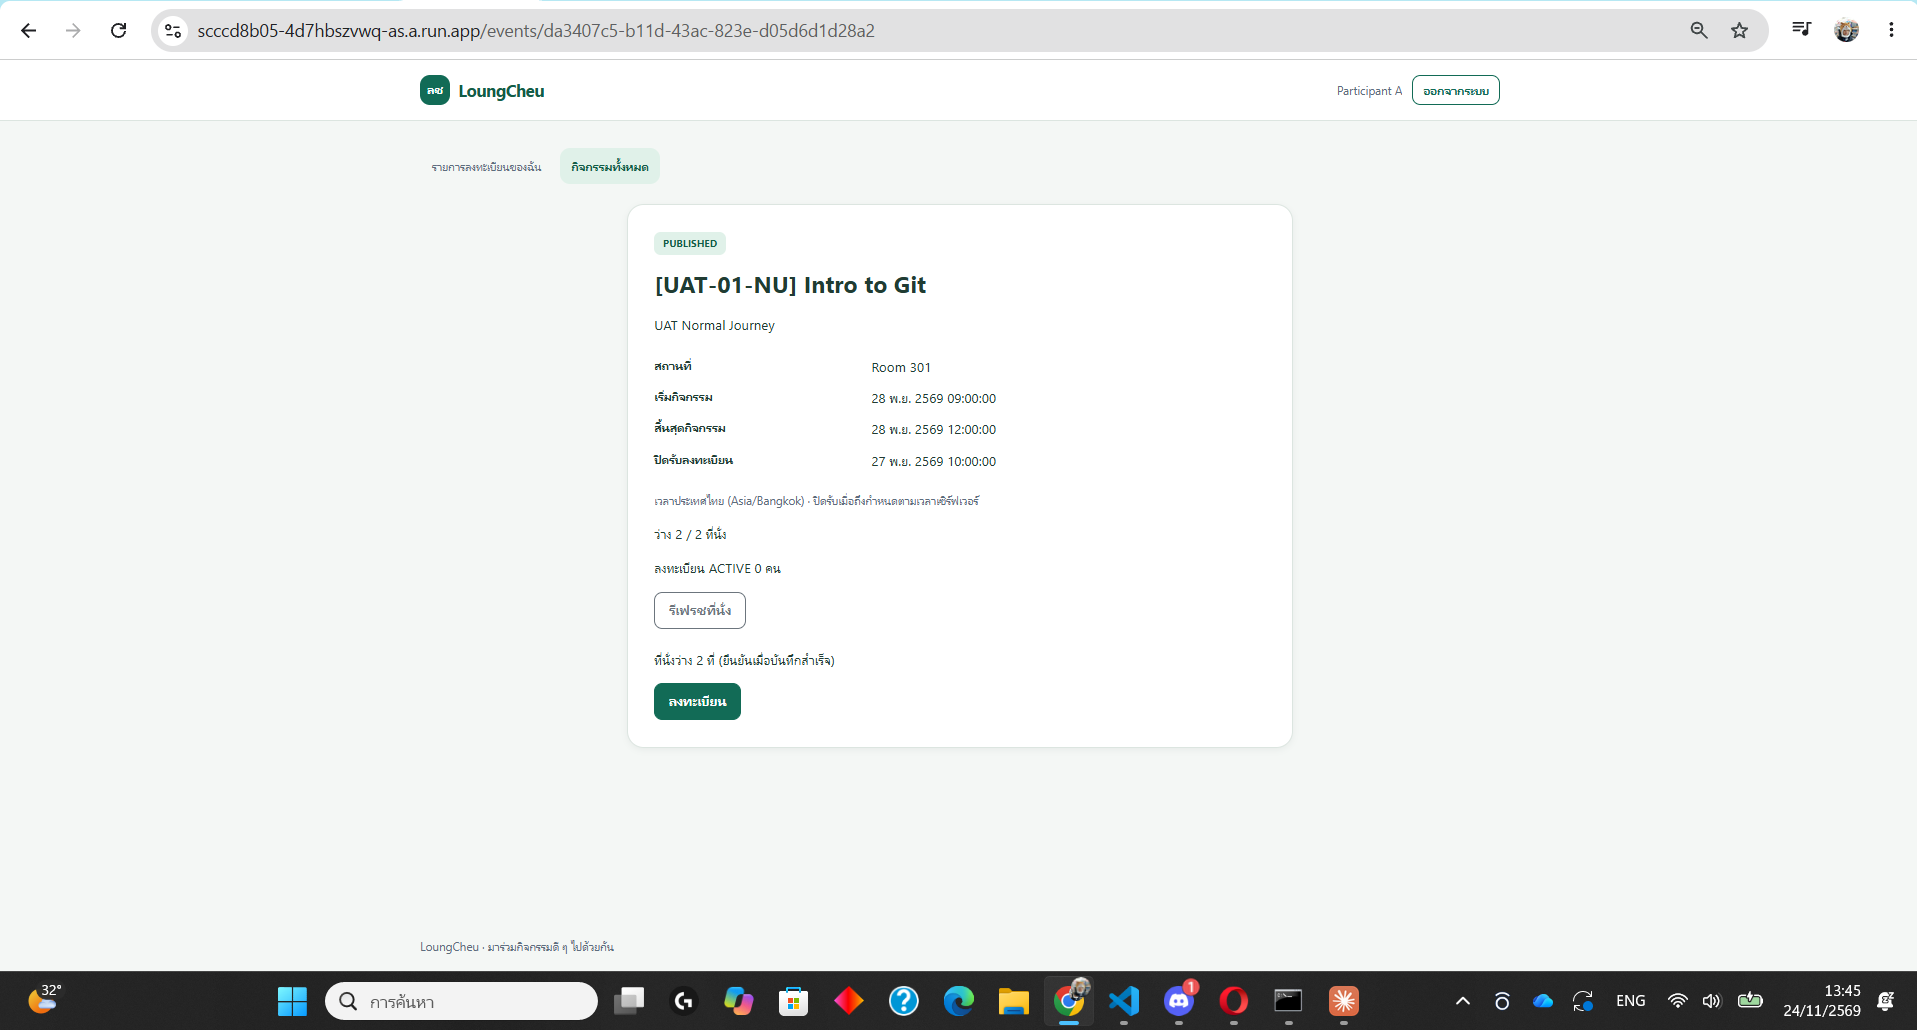 scccd8b05-4d7hbszvwq-as.a.run.app/events/da3407c5-b11d-43ac-823e-d05d6d1d28a2
ลช LoungCheu
Participant A ออกจากระบบ
รายการลงทะเบียนของฉัน กิจกรรมทั้งหมด
PUBLISHED
[UAT-01-NU] Intro to Git
UAT Normal Journey
สถานที่ Room 301
เริ่มกิจกรรม 28 พ.ย. 2569 09:00:00
สิ้นสุดกิจกรรม 28 พ.ย. 2569 12:00:00
ปิดรับลงทะเบียน 27 พ.ย. 2569 10:00:00
เวลาประเทศไทย (Asia/Bangkok) · ปิดรับเมื่อถึงกำหนดตามเวลาเซิร์ฟเวอร์
ว่าง 2 / 2 ที่นั่ง
ลงทะเบียน ACTIVE 0 คน
รีเฟรชที่นั่ง
ที่นั่งว่าง 2 ที่ (ยืนยันเมื่อบันทึกสำเร็จ)
ลงทะเบียน
LoungCheu · มาร่วมกิจกรรมดี ๆ ไปด้วยกัน
32°
การค้นหา
1
ENG
13:45
24/11/2569